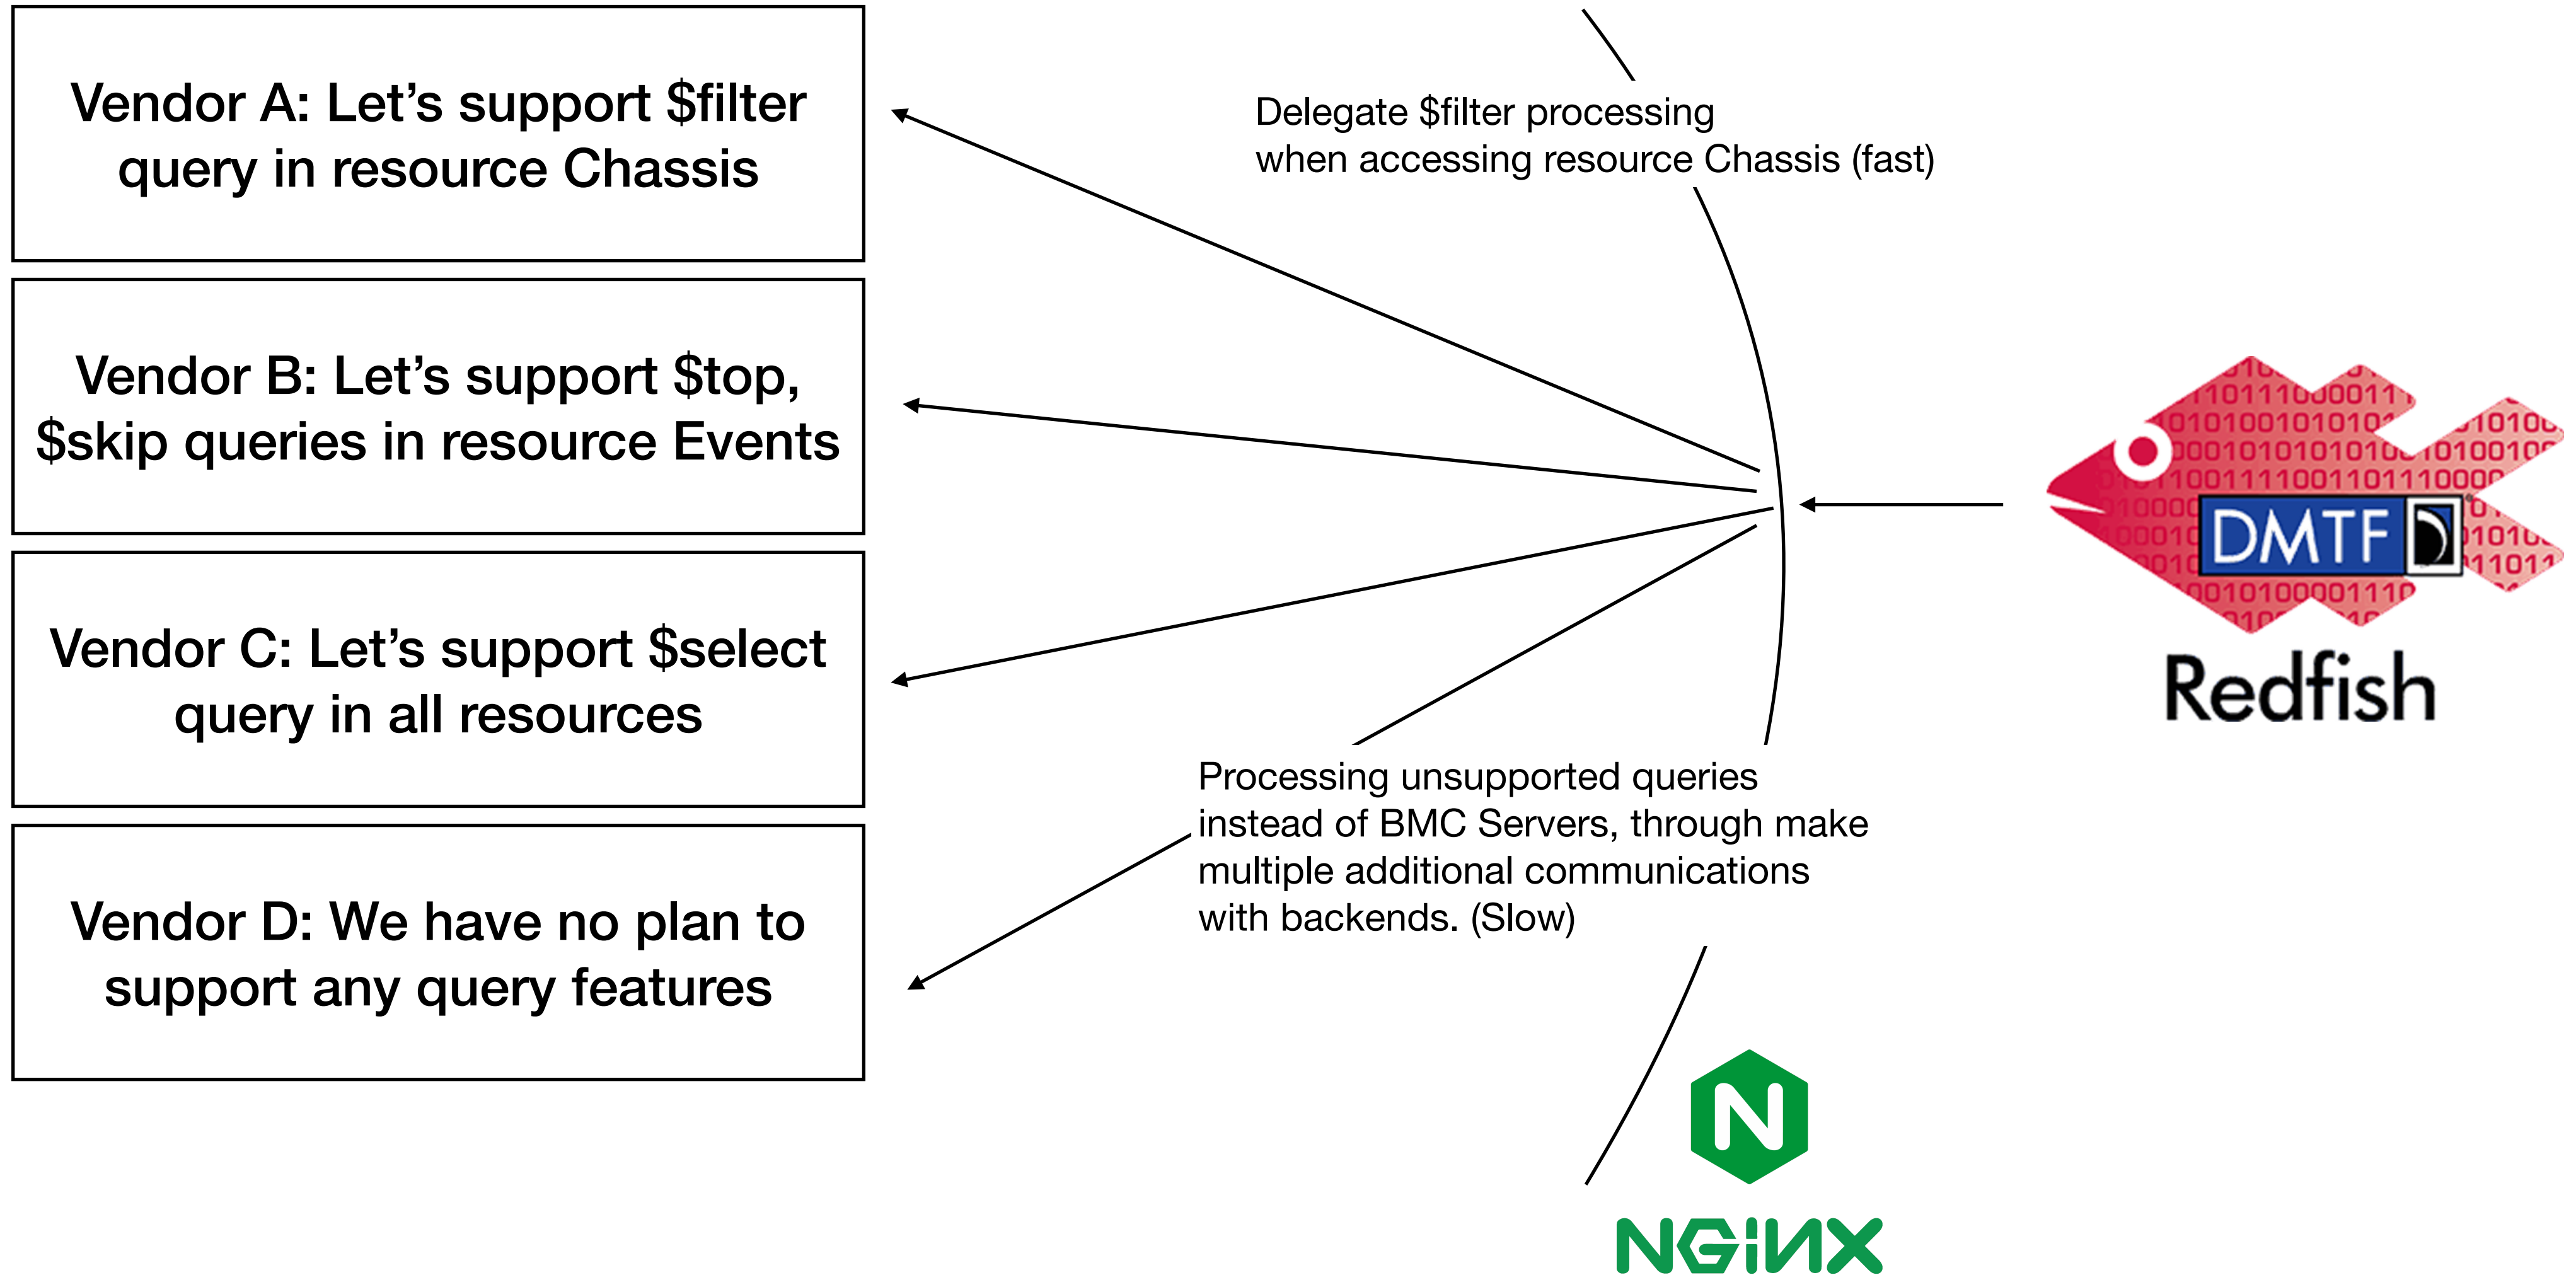 Vendor A: Let’s support $filter
query in resource Chassis
Vendor B: Let’s support $top,
$skip queries in resource Events
Vendor C: Let’s support $select
query in all resources
Vendor D: We have no plan to
support any query features
Delegate $filter processing
when accessing resource Chassis (fast)
Processing unsupported queries
instead of BMC Servers, through make
multiple additional communications
with backends. (Slow)
DMTF
Redfish
N
NGiNX